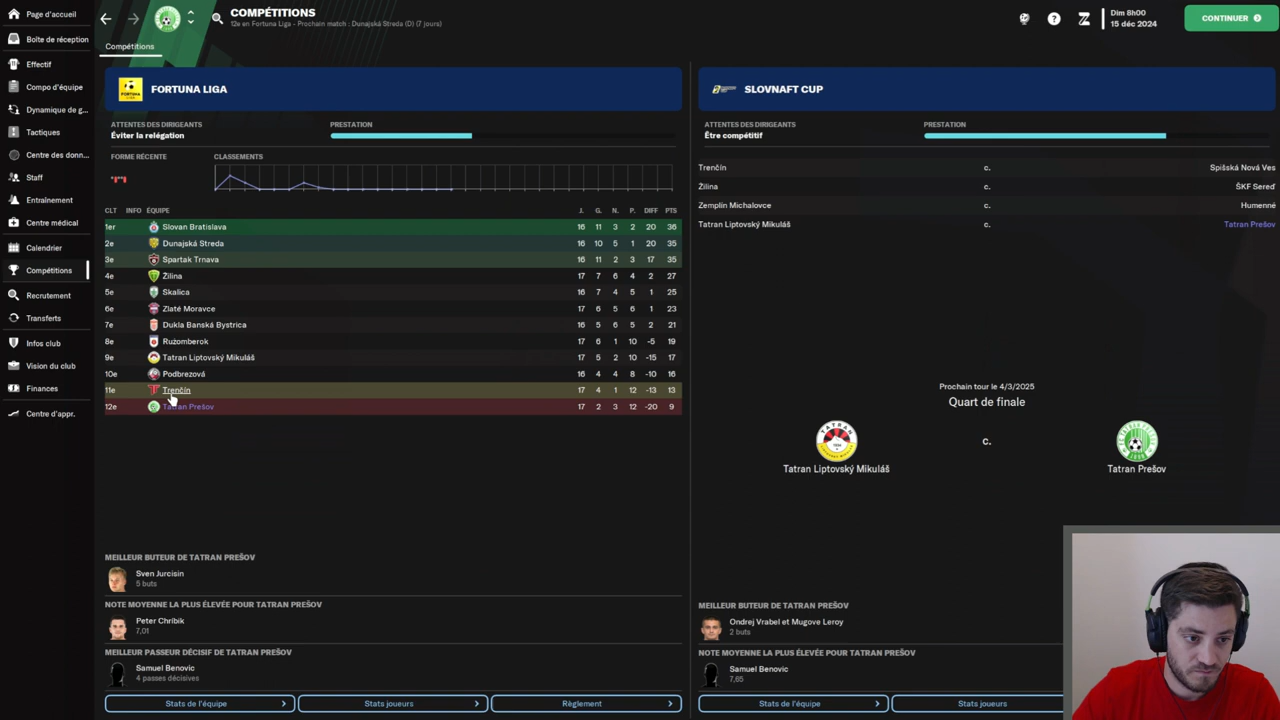 Page d'accueil
Boîte de réception
Effectif
Compo d'équipe
Dynamique de g...
Tactiques
Centre des donn...
Staff
Entraînement
Centre médical
Calendrier
Compétitions
Recrutement
Transferts
Infos club
Vision du club
Finances
Centre d'appr.
COMPÉTITIONS
12e en Fortuna Liga - Prochain match : Dunajská Streda (D) (7 jours)
Dim 8h00
15 déc 2024
CONTINUER
Compétitions
FORTUNA LIGA
ATTENTES DES DIRIGEANTS
Éviter la relégation
PRESTATION
FORME RÉCENTE
CLASSEMENTS
CLT INFO ÉQUIPE J. G. N. P. DIFF PTS
1er Slovan Bratislava 16 11 3 2 20 36
2e Dunajská Streda 16 10 5 1 20 35
3e Spartak Trnava 16 11 2 3 17 35
4e Žilina 17 7 6 4 2 27
5e Skalica 16 7 4 5 1 25
6e Zlaté Moravce 17 6 5 6 1 23
7e Dukla Banská Bystrica 16 5 6 5 2 21
8e Ružomberok 17 6 1 10 -5 19
9e Tatran Liptovský Mikuláš 17 5 2 10 -15 17
10e Podbrezová 16 4 4 8 -10 16
11e Trenčín 17 4 1 12 -13 13
12e Tatran Prešov 17 2 3 12 -20 9
MEILLEUR BUTEUR DE TATRAN PREŠOV
Sven Jurcisin
5 buts
NOTE MOYENNE LA PLUS ÉLEVÉE POUR TATRAN PREŠOV
Peter Chribik
7,01
MEILLEUR PASSEUR DÉCISIF DE TATRAN PREŠOV
Samuel Benovic
4 passes décisives
Stats de l'équipe
Stats joueurs
Règlement
SLOVNAFT CUP
ATTENTES DES DIRIGEANTS
Être compétitif
PRESTATION
Trenčín c. Spišská Nová Ves
Žilina c. ŠKF Sereď
Zemplín Michalovce c. Humenné
Tatran Liptovský Mikuláš c. Tatran Prešov
Prochain tour le 4/3/2025
Quart de finale
TATRAN
c.
Tatran Liptovský Mikuláš
Tatran Prešov
MEILLEUR BUTEUR DE TATRAN PREŠOV
Ondrej Vrabel et Mugove Leroy
2 buts
NOTE MOYENNE LA PLUS ÉLEVÉE POUR TATRAN PREŠOV
Samuel Benovic
7,65
Stats de l'équipe
Stats joueurs